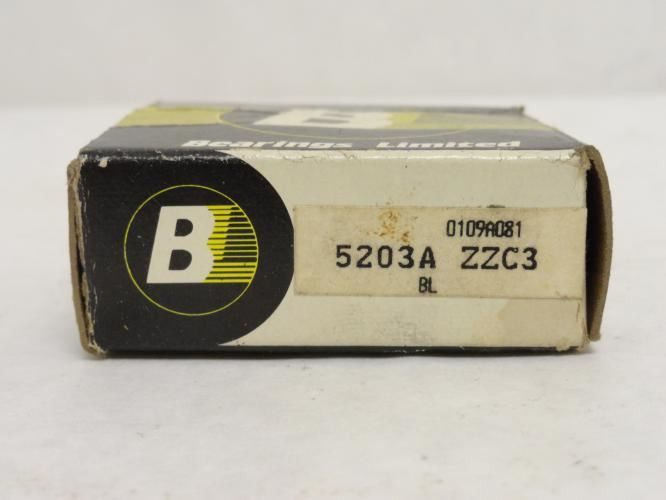 B
Bearings Limited
B
0109A081
5203A ZZC3
BL